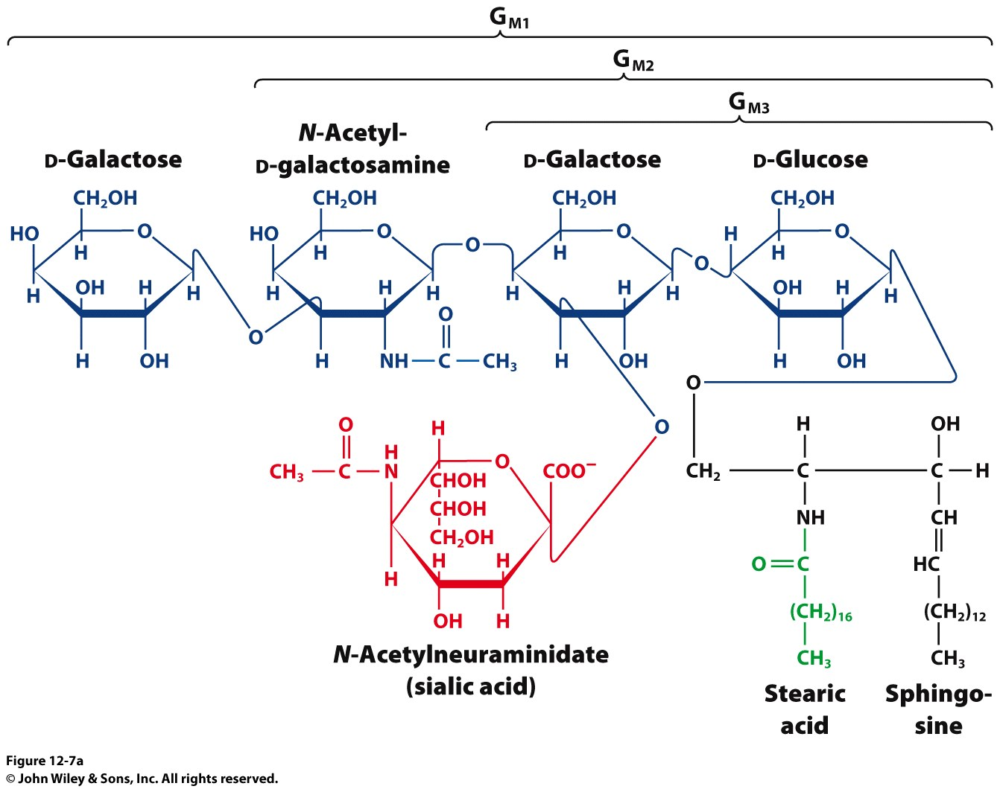 GM1
GM2
GM3
N-Acetyl-
D-galactosamine
D-Galactose
D-Galactose
D-Glucose
CH2OH CH2OH CH2OH CH2OH
HO O HO O O H O
O
H H H H
O
H OH H H H H H H H OH H H
O
O
H OH H NH C CH3 H OH H OH
O
O
O H H OH
H
CH3 C N O COO− CH2 C C H
CHOH
CHOH NH CH
CH2OH
H H O C HC
H
OH H (CH2)16 (CH2)12
CH3 CH3
N-Acetylneuraminidate
(sialic acid)
Stearic
acid
Sphingo-
sine
Figure 12-7a
© John Wiley & Sons, Inc. All rights reserved.